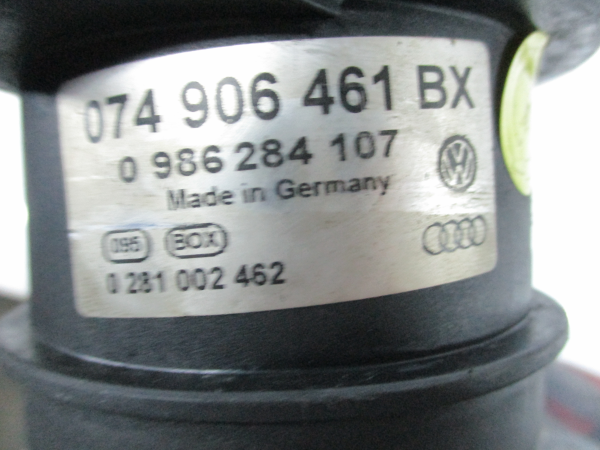 074 906 461 BX
0 986 284 107
Made in Germany
095 BOX
0 281 002 462